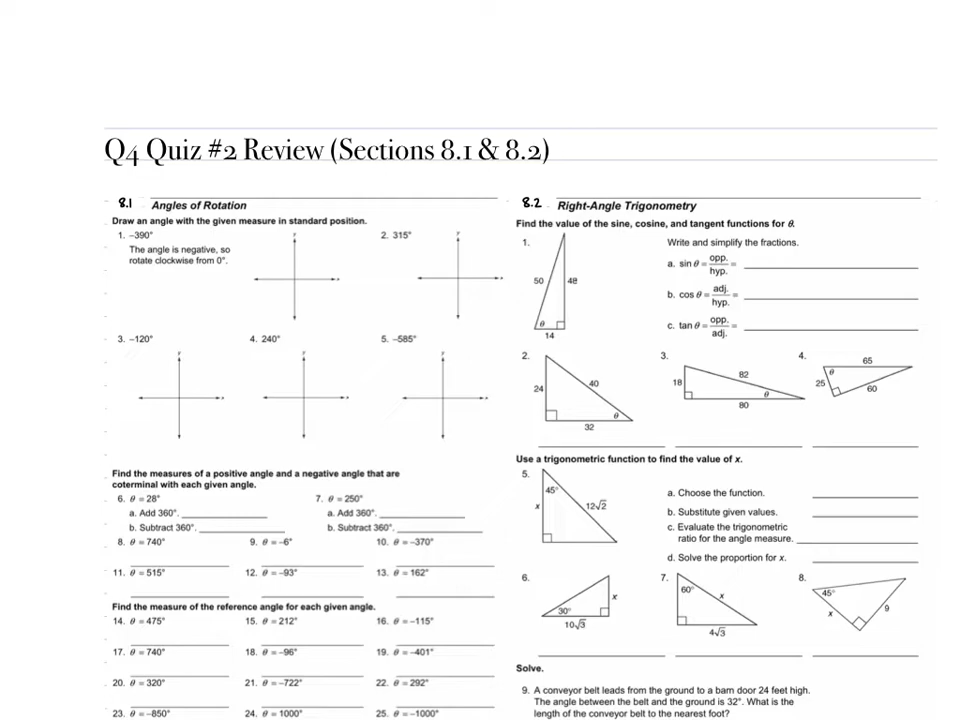 Q4 Quiz #2 Review (Sections 8.1 & 8.2)
8.1 Angles of Rotation
Draw an angle with the given measure in standard position.
1. –390°
The angle is negative, so
rotate clockwise from 0°.
2. 315°
3. –120°
4. 240°
5. –585°
Find the measures of a positive angle and a negative angle that are
coterminal with each given angle.
6. θ = 28°
a. Add 360°.
b. Subtract 360°.
7. θ = 250°
a. Add 360°.
b. Subtract 360°.
8. θ = 740°
9. θ = –6°
10. θ = –370°
11. θ = 515°
12. θ = –93°
13. θ = 162°
Find the measure of the reference angle for each given angle.
14. θ = 475°
15. θ = 212°
16. θ = –115°
17. θ = 740°
18. θ = –96°
19. θ = –401°
20. θ = 320°
21. θ = –722°
22. θ = 292°
23. θ = –850°
24. θ = 1000°
25. θ = –1000°
8.2 Right-Angle Trigonometry
Find the value of the sine, cosine, and tangent functions for θ.
1.
50
48
θ
14
Write and simplify the fractions.
a. sin θ = opp. / hyp. =
b. cos θ = adj. / hyp. =
c. tan θ = opp. / adj. =
2.
24
40
θ
32
3.
18
82
θ
80
4.
65
θ
25
60
Use a trigonometric function to find the value of x.
5.
45°
x
12√2
a. Choose the function.
b. Substitute given values.
c. Evaluate the trigonometric
ratio for the angle measure.
d. Solve the proportion for x.
6.
x
30°
10√3
7.
60°
x
4√3
8.
45°
x
9
Solve.
9. A conveyor belt leads from the ground to a barn door 24 feet high.
The angle between the belt and the ground is 32°. What is the
length of the conveyor belt to the nearest foot?